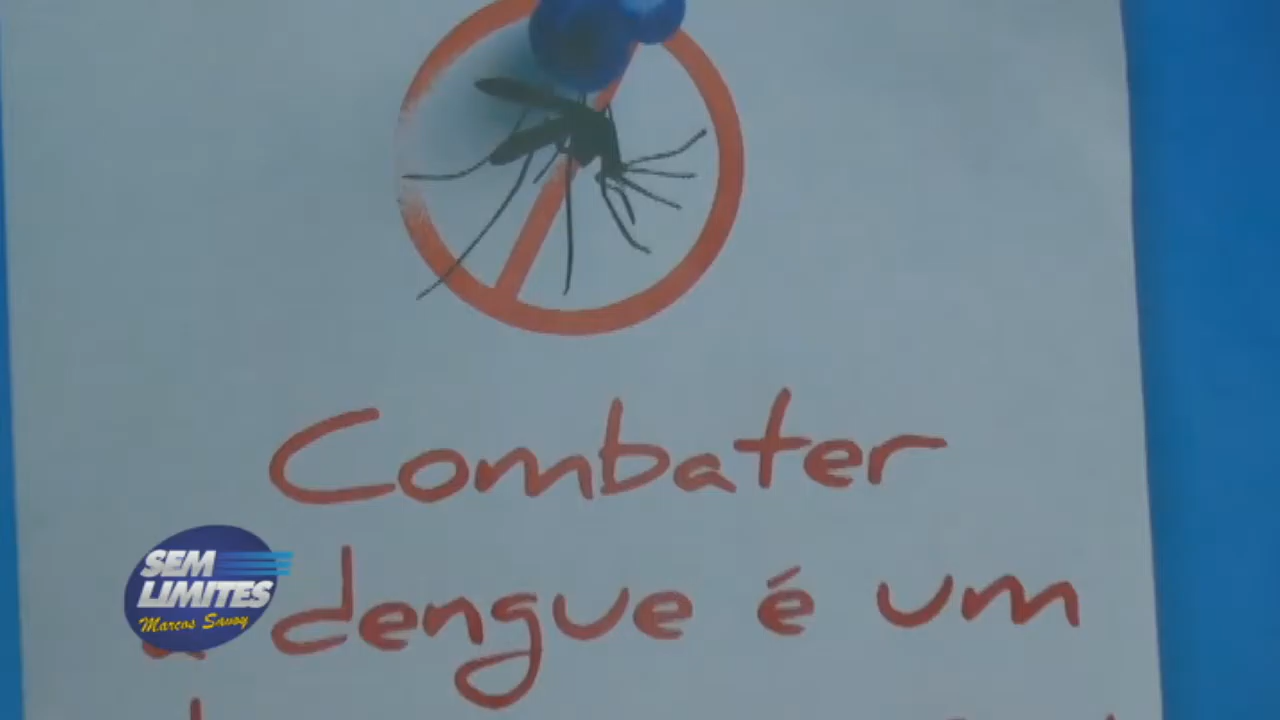 Combater
a dengue é um
SEM
LIMITES
Marcos Savoy